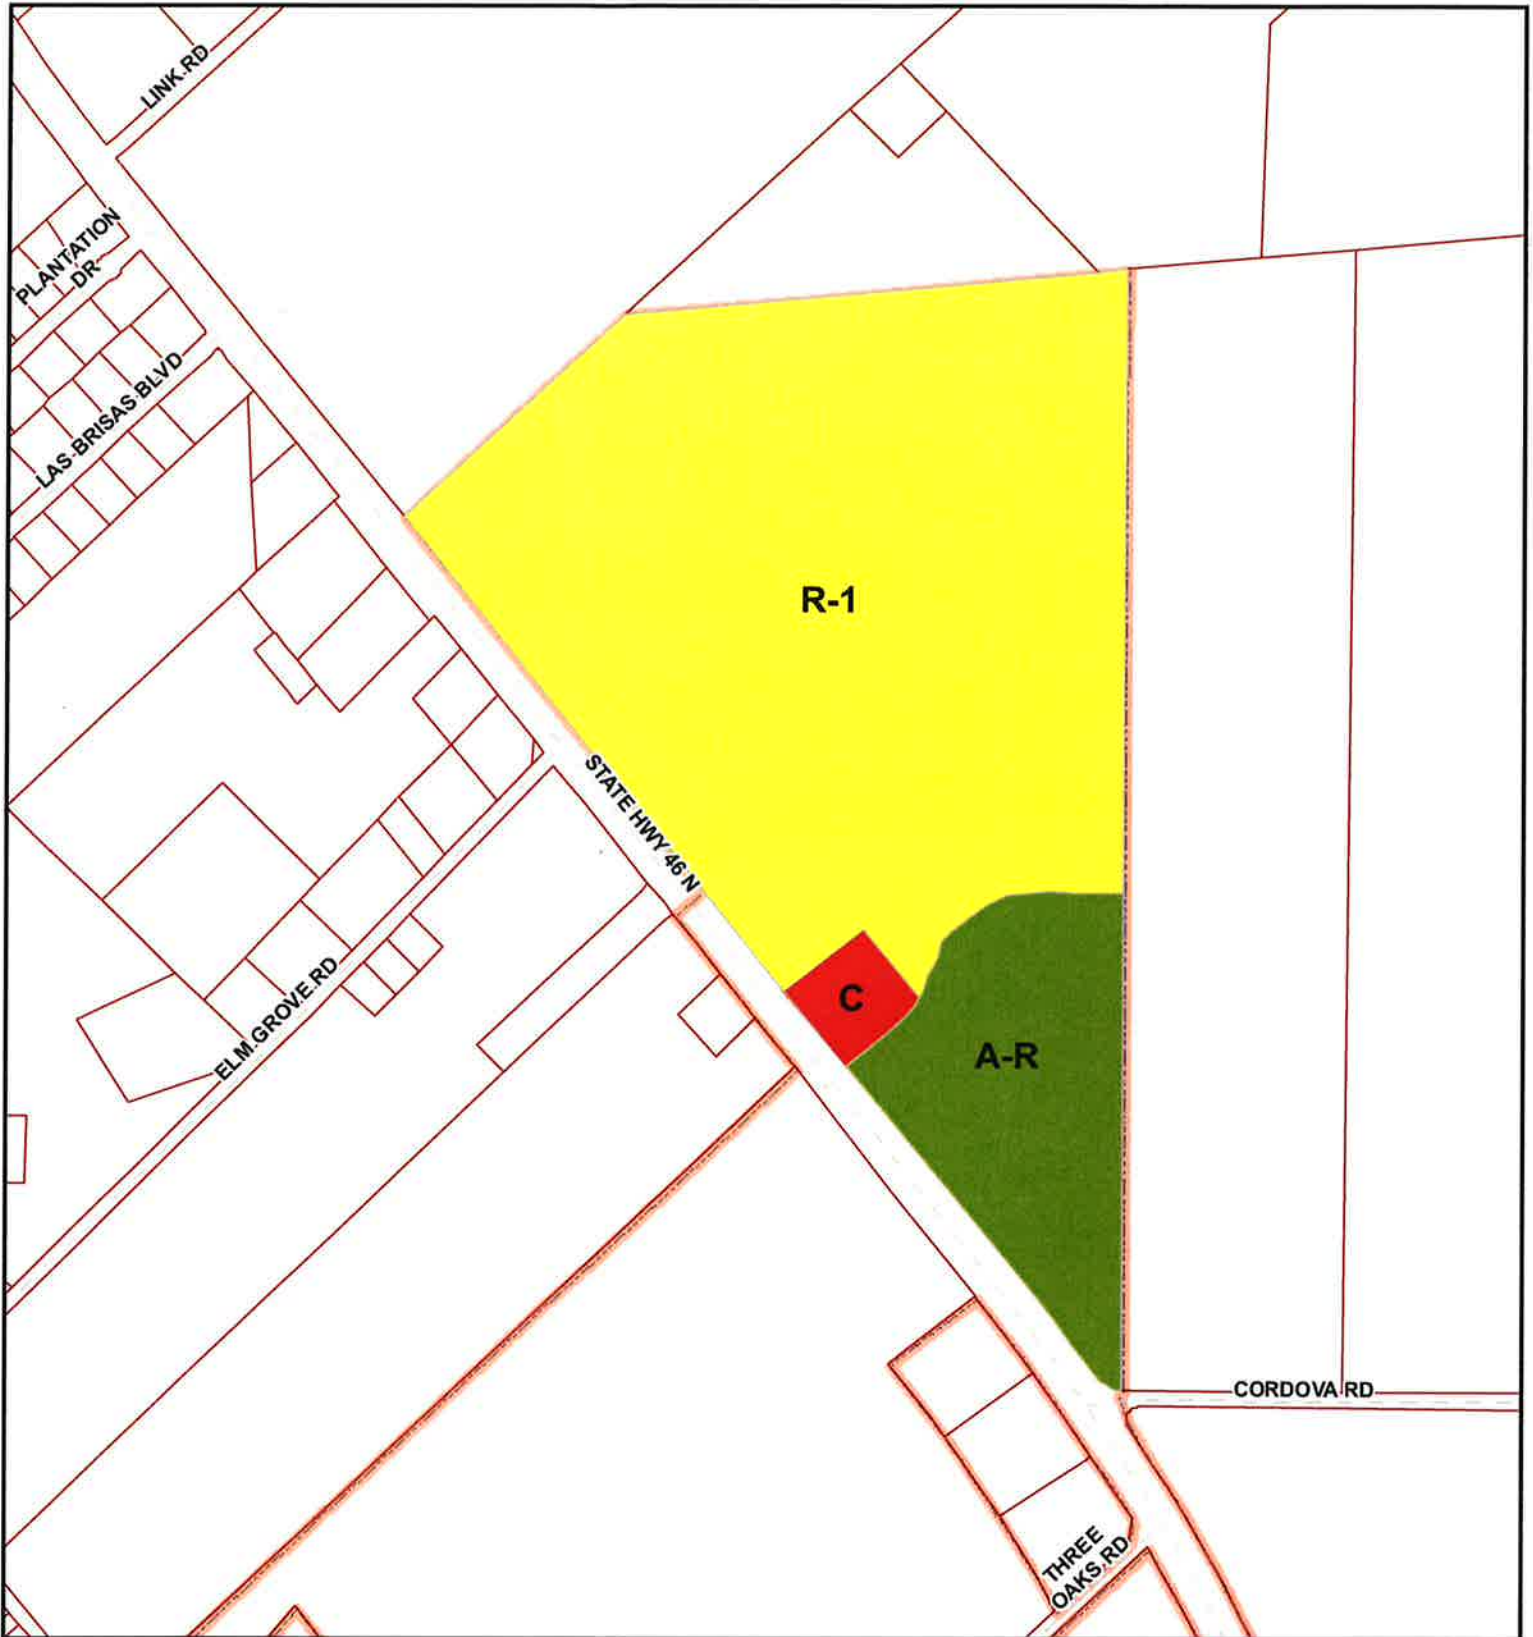 LINK RD
PLANTATION
DR
LAS BRISAS BLVD
R-1
STATE HWY 46 N
C
A-R
ELM GROVE RD
CORDOVA RD
THREE
OAKS RD